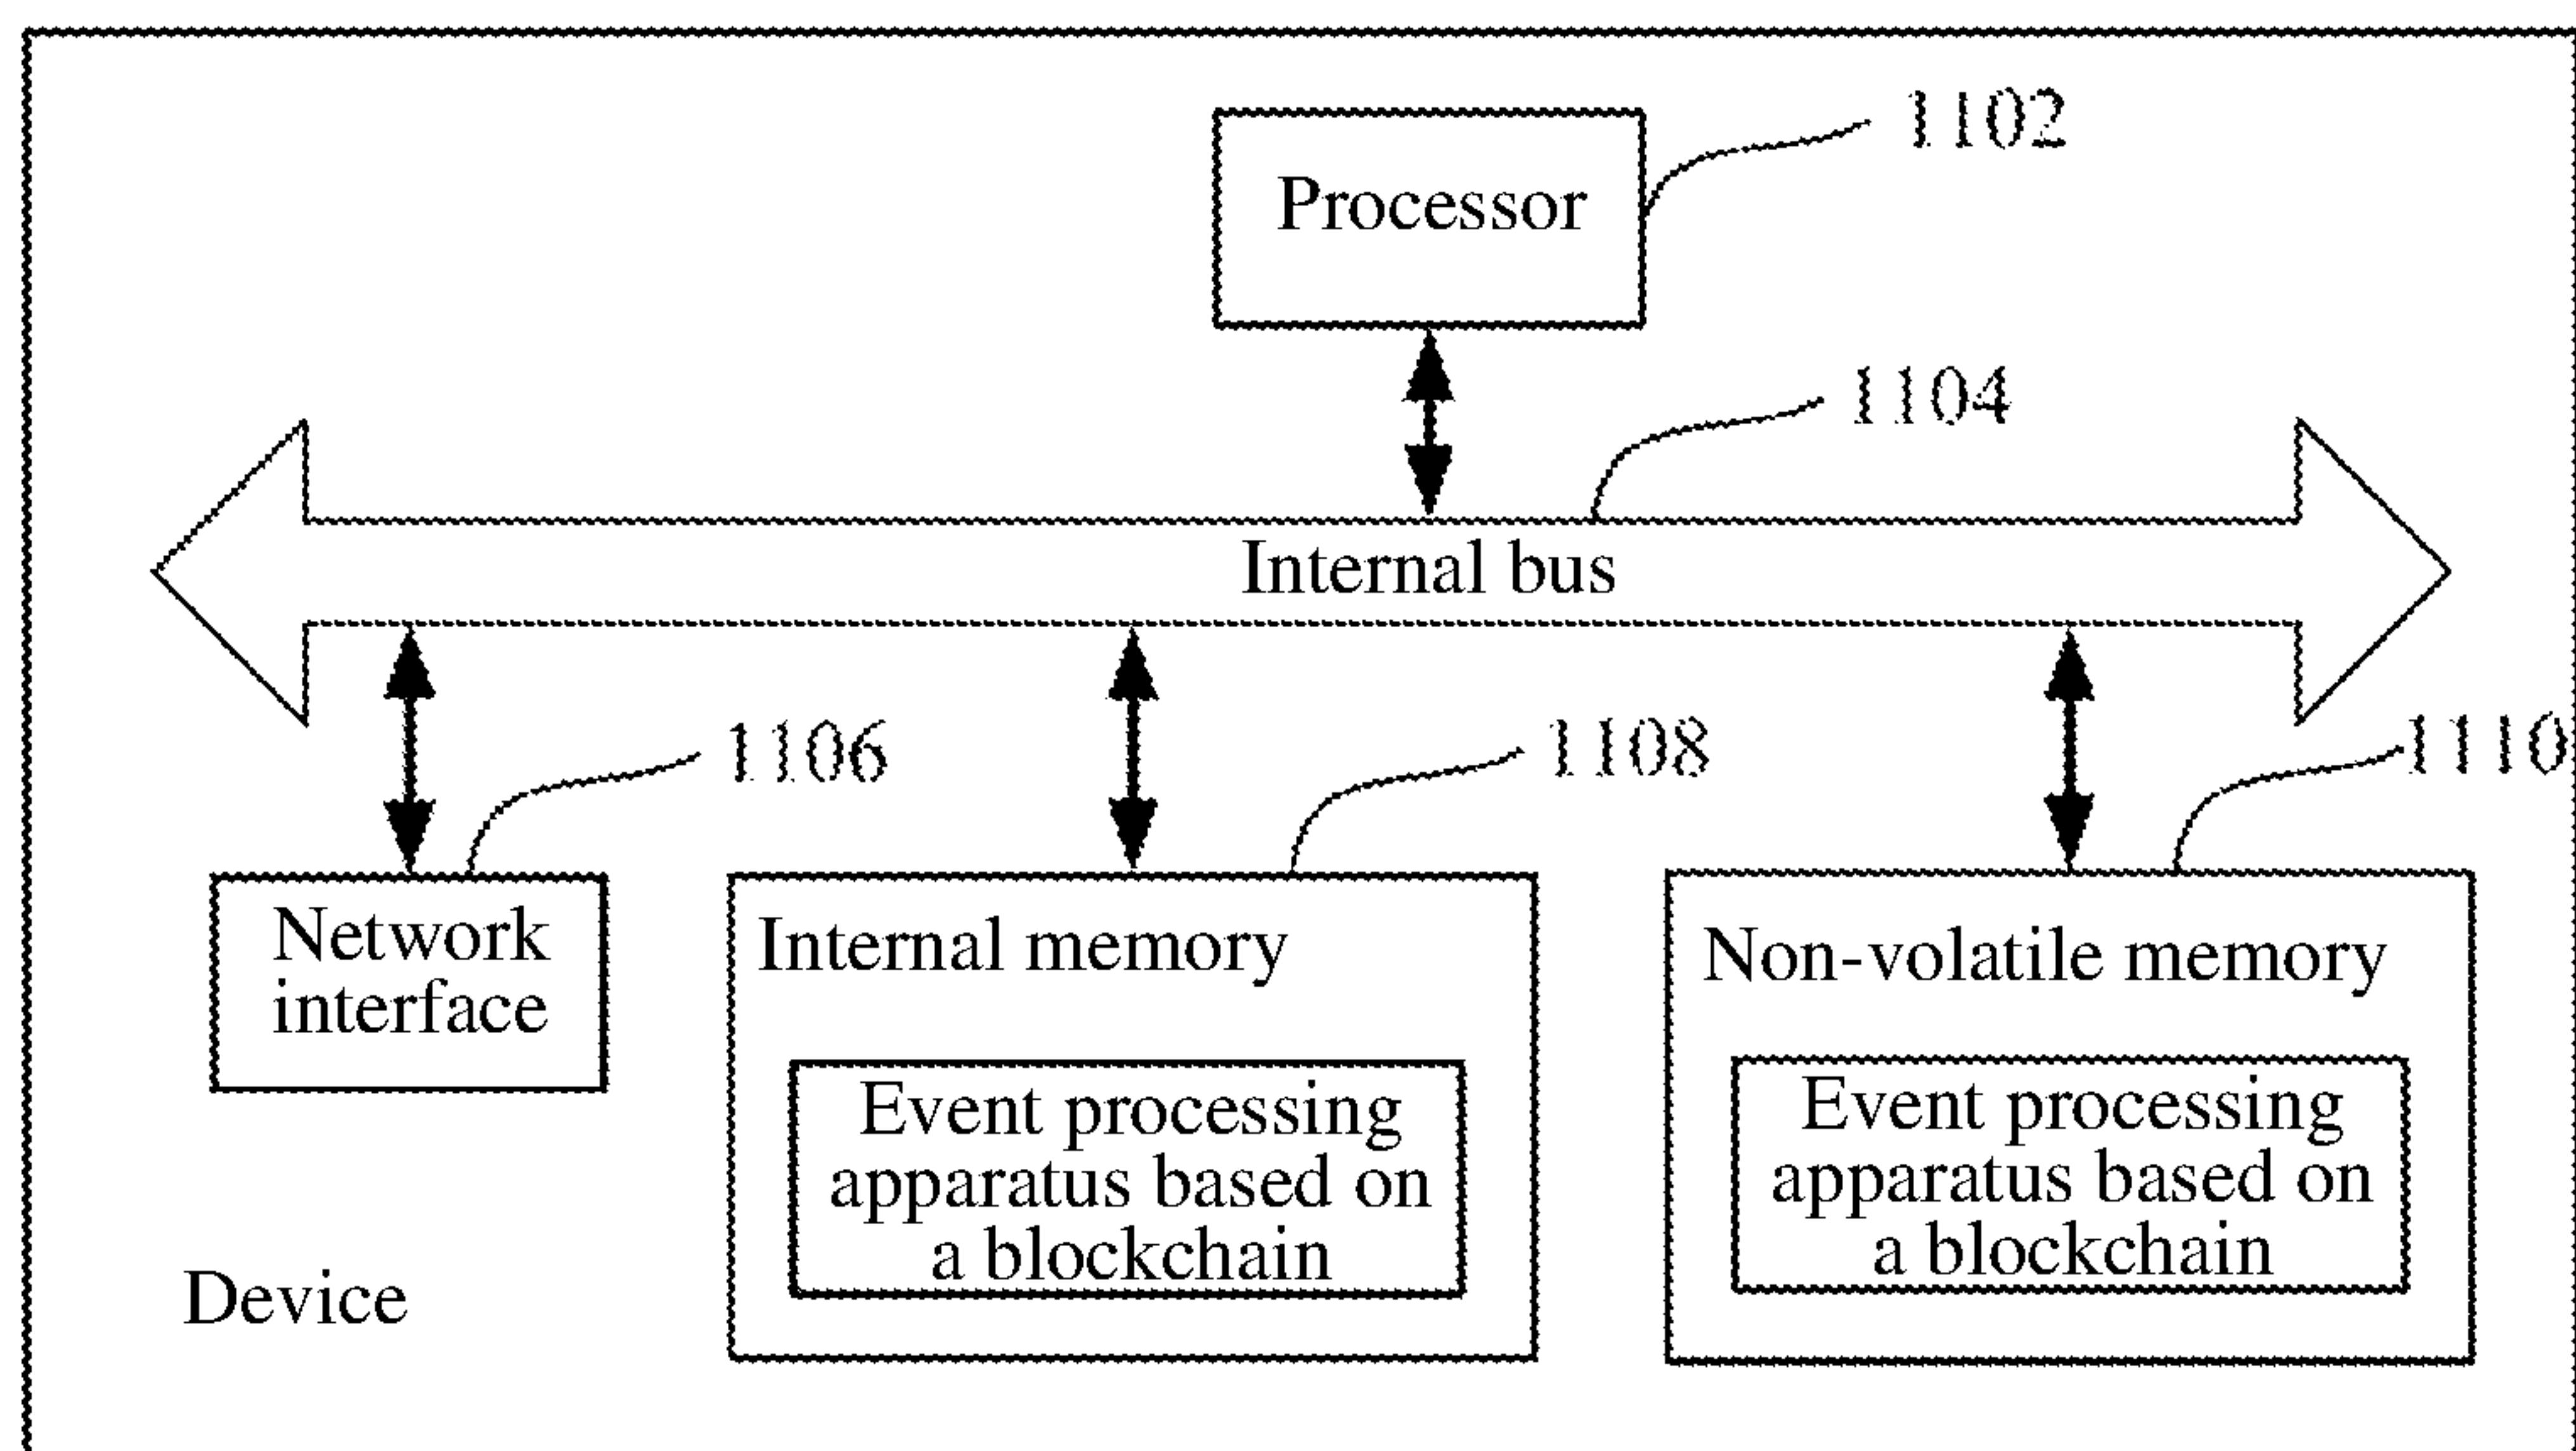 1102
Processor
1104
Internal bus
1106
1108
1110
Network
interface
Internal memory
Non-volatile memory
Event processing
apparatus based on
a blockchain
Event processing
apparatus based on
a blockchain
Device